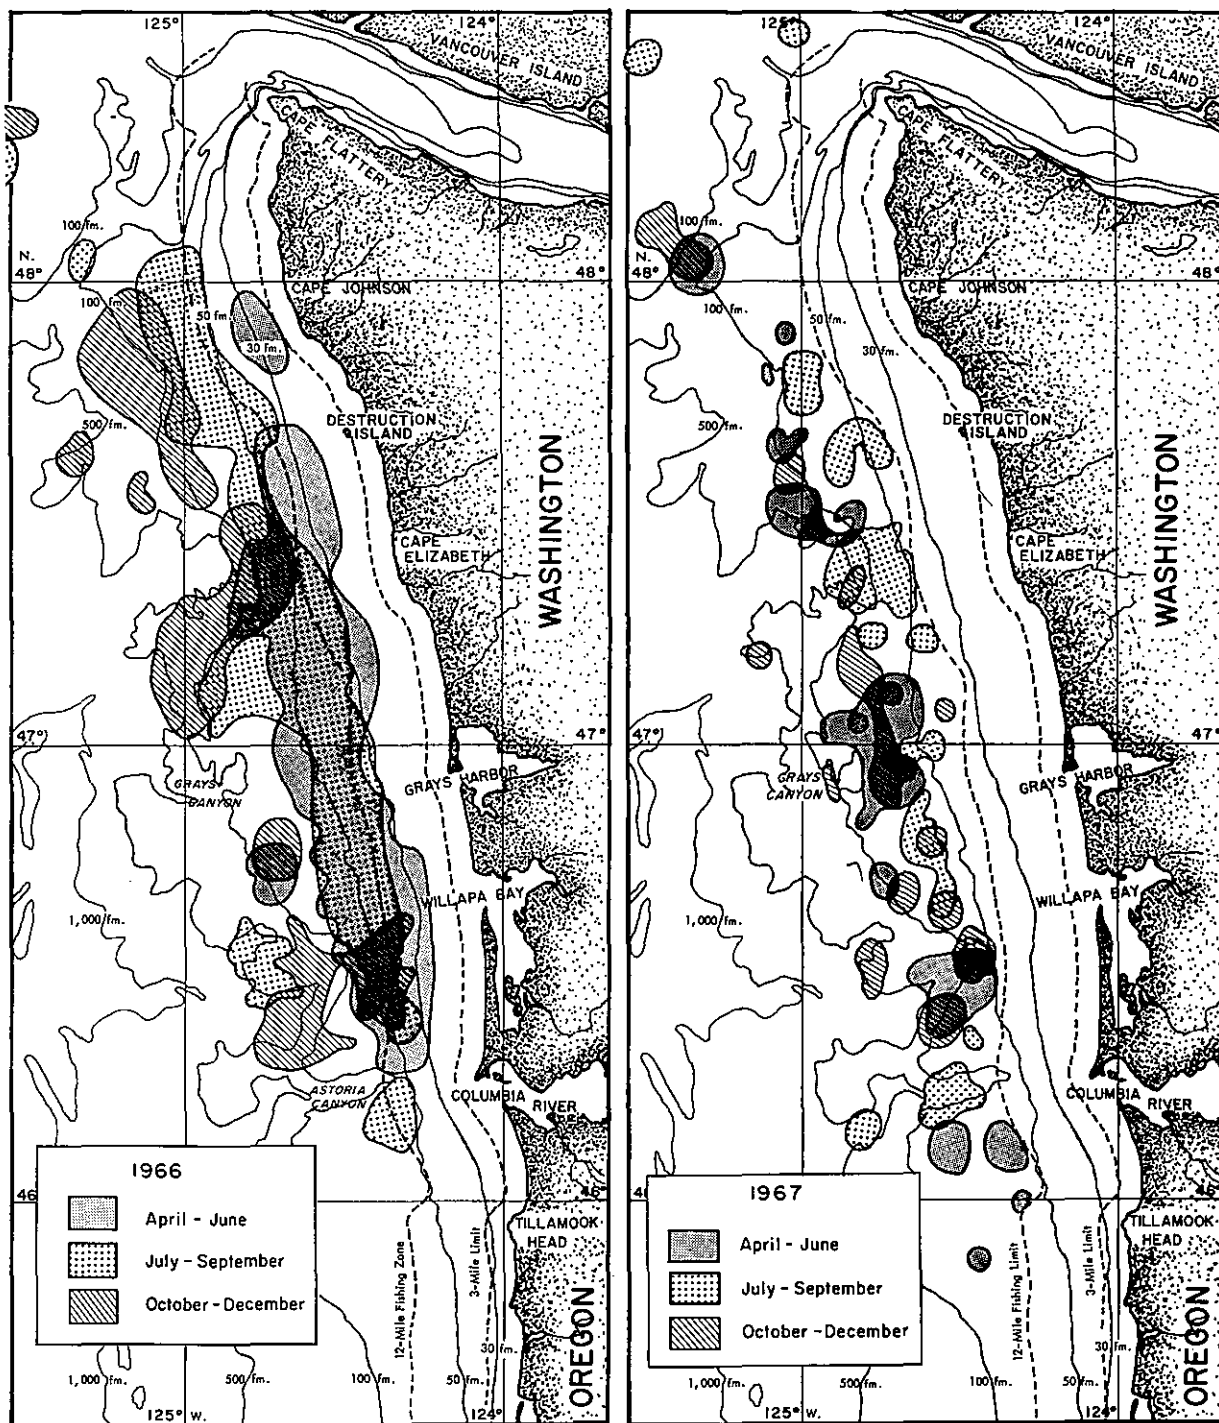 125°
124°
VANCOUVER ISLAND
CAPE FLATTERY
100 fm.
N.
48°
48°
CAPE JOHNSON
100 fm.
50 fm.
30 fm.
DESTRUCTION
ISLAND
500 fm.
CAPE
ELIZABETH
WASHINGTON
47°
47°
GRAYS
CANYON
GRAYS HARBOR
WILLAPA BAY
1,000 fm.
ASTORIA
CANYON
COLUMBIA
RIVER
46°
TILLAMOOK
HEAD
1966
April - June
July - September
October - December
12-Mile Fishing Zone
3-Mile Limit
OREGON
30 fm.
1,000 fm.
500 fm.
100 fm.
50 fm.
125° W.
124°
125°
124°
VANCOUVER ISLAND
CAPE FLATTERY
100 fm.
N.
48°
48°
CAPE JOHNSON
100 fm.
50 fm.
30 fm.
DESTRUCTION
ISLAND
500 fm.
CAPE
ELIZABETH
WASHINGTON
47°
47°
GRAYS
CANYON
GRAYS HARBOR
WILLAPA BAY
1,000 fm.
COLUMBIA
RIVER
46°
TILLAMOOK
HEAD
1967
April - June
July - September
October - December
12-Mile Fishing Limit
3-Mile Limit
OREGON
30 fm.
1,000 fm.
500 fm.
100 fm.
50 fm.
125° W.
124°